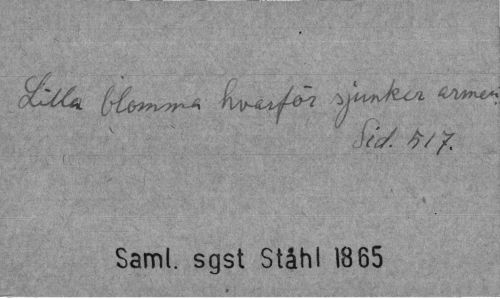 Lilla blomma hvarför sjunker armen
Sid. 517.
Saml. sgst Ståhl 1865